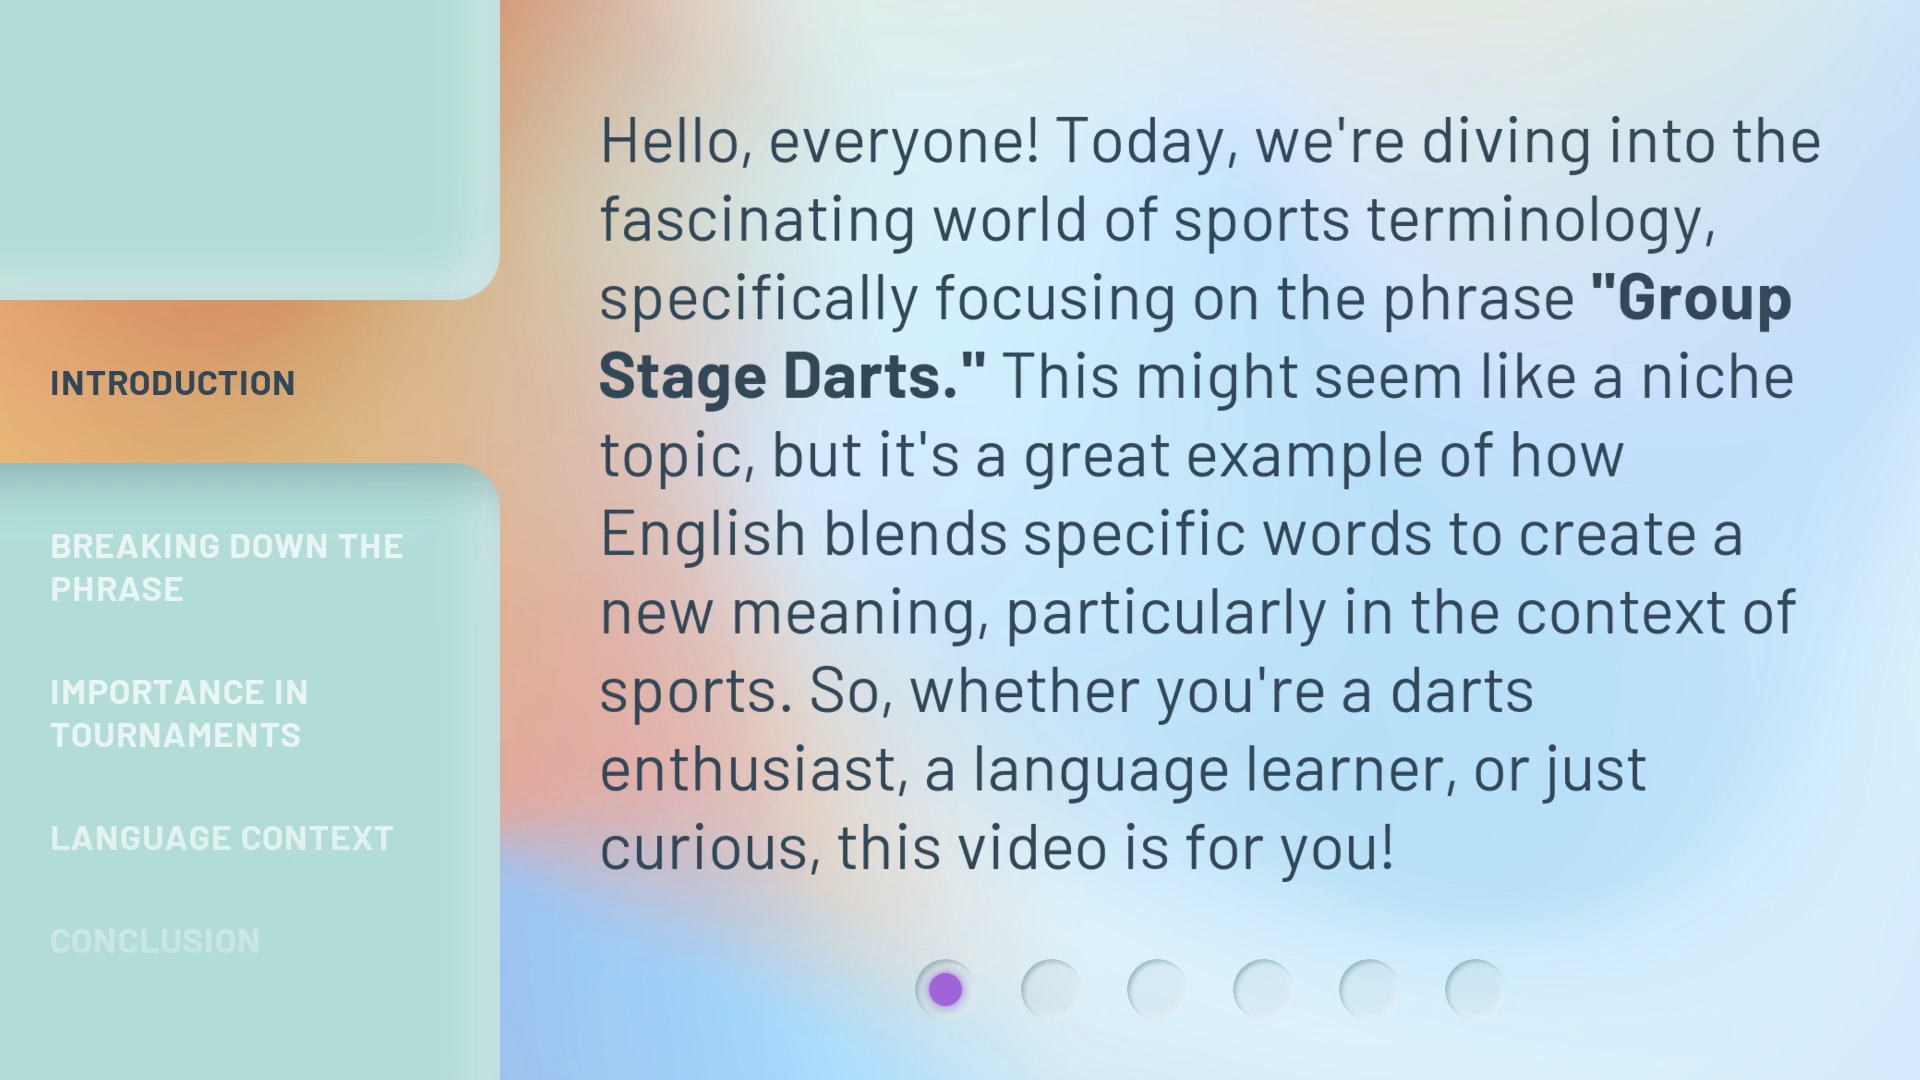 INTRODUCTION
BREAKING DOWN THE
PHRASE
IMPORTANCE IN
TOURNAMENTS
LANGUAGE CONTEXT
CONCLUSION
Hello, everyone! Today, we're diving into the
fascinating world of sports terminology,
specifically focusing on the phrase "Group
Stage Darts." This might seem like a niche
topic, but it's a great example of how
English blends specific words to create a
new meaning, particularly in the context of
sports. So, whether you're a darts
enthusiast, a language learner, or just
curious, this video is for you!